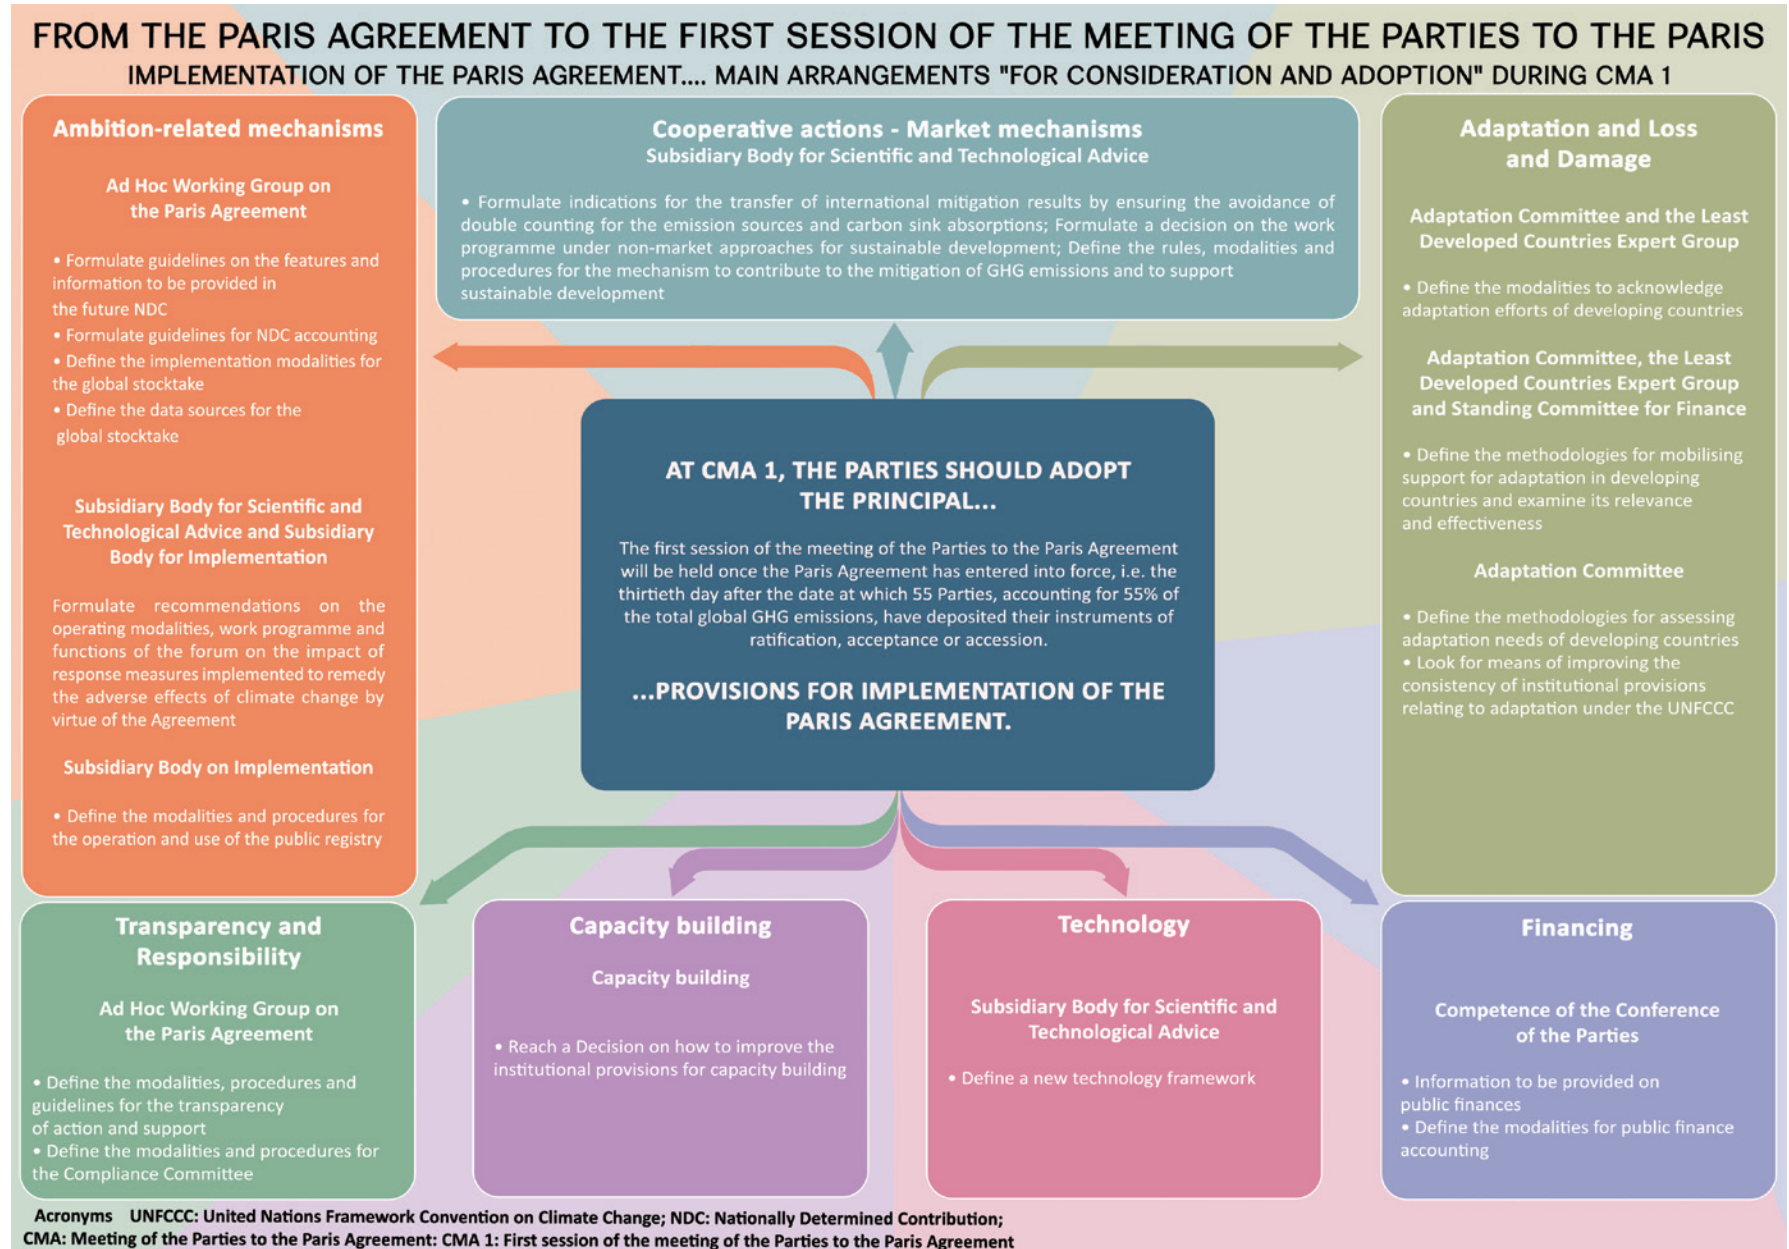 FROM THE PARIS AGREEMENT TO THE FIRST SESSION OF THE MEETING OF THE PARTIES TO THE PARIS
IMPLEMENTATION OF THE PARIS AGREEMENT.... MAIN ARRANGEMENTS "FOR CONSIDERATION AND ADOPTION" DURING CMA 1
Ambition-related mechanisms
Ad Hoc Working Group on
the Paris Agreement
• Formulate guidelines on the features and
information to be provided in
the future NDC
• Formulate guidelines for NDC accounting
• Define the implementation modalities for
the global stocktake
• Define the data sources for the
global stocktake
Subsidiary Body for Scientific and
Technological Advice and Subsidiary
Body for Implementation
Formulate recommendations on the
operating modalities, work programme and
functions of the forum on the impact of
response measures implemented to remedy
the adverse effects of climate change by
virtue of the Agreement
Subsidiary Body on Implementation
• Define the modalities and procedures for
the operation and use of the public registry
Cooperative actions - Market mechanisms
Subsidiary Body for Scientific and Technological Advice
• Formulate indications for the transfer of international mitigation results by ensuring the avoidance of
double counting for the emission sources and carbon sink absorptions; Formulate a decision on the work
programme under non-market approaches for sustainable development; Define the rules, modalities and
procedures for the mechanism to contribute to the mitigation of GHG emissions and to support
sustainable development
Adaptation and Loss
and Damage
Adaptation Committee and the Least
Developed Countries Expert Group
• Define the modalities to acknowledge
adaptation efforts of developing countries
Adaptation Committee, the Least
Developed Countries Expert Group
and Standing Committee for Finance
• Define the methodologies for mobilising
support for adaptation in developing
countries and examine its relevance
and effectiveness
Adaptation Committee
• Define the methodologies for assessing
adaptation needs of developing countries
• Look for means of improving the
consistency of institutional provisions
relating to adaptation under the UNFCCC
AT CMA 1, THE PARTIES SHOULD ADOPT
THE PRINCIPAL...
The first session of the meeting of the Parties to the Paris Agreement
will be held once the Paris Agreement has entered into force, i.e. the
thirtieth day after the date at which 55 Parties, accounting for 55% of
the total global GHG emissions, have deposited their instruments of
ratification, acceptance or accession.
...PROVISIONS FOR IMPLEMENTATION OF THE
PARIS AGREEMENT.
Transparency and
Responsibility
Ad Hoc Working Group on
the Paris Agreement
• Define the modalities, procedures and
guidelines for the transparency
of action and support
• Define the modalities and procedures for
the Compliance Committee
Capacity building
Capacity building
• Reach a Decision on how to improve the
institutional provisions for capacity building
Technology
Subsidiary Body for Scientific and
Technological Advice
• Define a new technology framework
Financing
Competence of the Conference
of the Parties
• Information to be provided on
public finances
• Define the modalities for public finance
accounting
Acronyms UNFCCC: United Nations Framework Convention on Climate Change; NDC: Nationally Determined Contribution;
CMA: Meeting of the Parties to the Paris Agreement: CMA 1: First session of the meeting of the Parties to the Paris Agreement